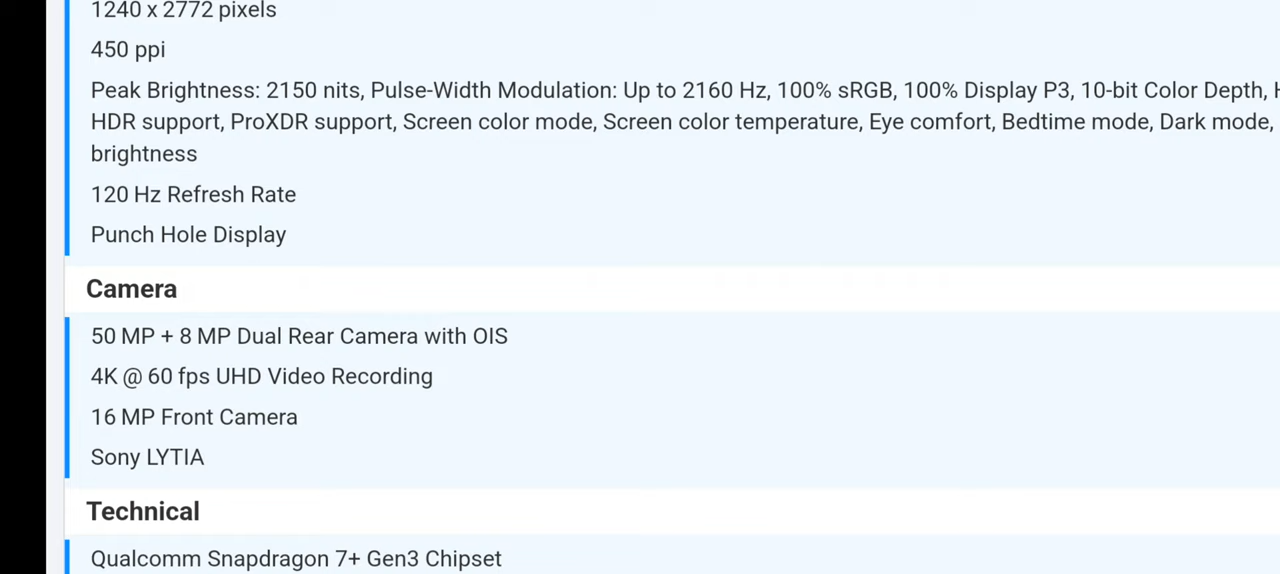 1240 x 2772 pixels
450 ppi
Peak Brightness: 2150 nits, Pulse-Width Modulation: Up to 2160 Hz, 100% sRGB, 100% Display P3, 10-bit Color Depth,
HDR support, ProXDR support, Screen color mode, Screen color temperature, Eye comfort, Bedtime mode, Dark mode,
brightness
120 Hz Refresh Rate
Punch Hole Display
Camera
50 MP + 8 MP Dual Rear Camera with OIS
4K @ 60 fps UHD Video Recording
16 MP Front Camera
Sony LYTIA
Technical
Qualcomm Snapdragon 7+ Gen3 Chipset